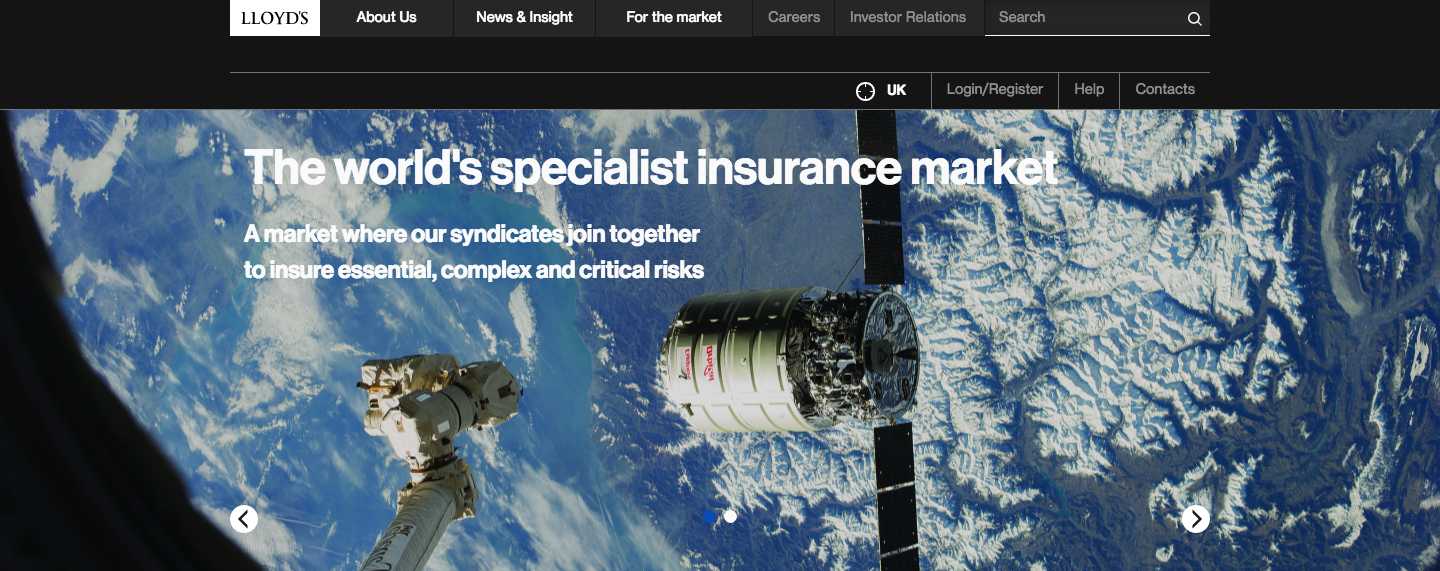 LLOYD'S
About Us
News & Insight
For the market
Careers
Investor Relations
Search
UK
Login/Register
Help
Contacts
The world's specialist insurance market
A market where our syndicates join together
to insure essential, complex and critical risks
Orbital